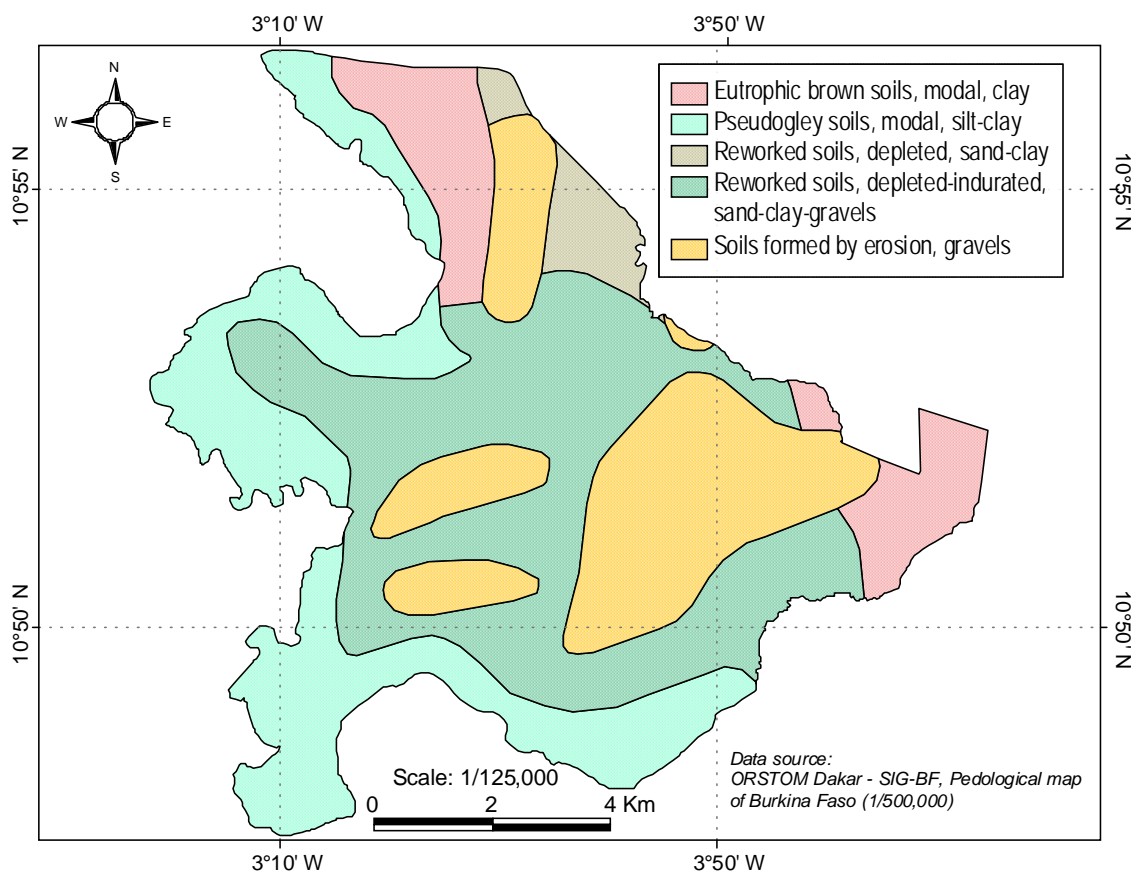 3°10' W
3°50' W
N
W
E
S
Eutrophic brown soils, modal, clay
Pseudogley soils, modal, silt-clay
Reworked soils, depleted, sand-clay
Reworked soils, depleted-indurated,
sand-clay-gravels
Soils formed by erosion, gravels
10°55' N
10°55' N
10°50' N
10°50' N
Data source:
ORSTOM Dakar - SIG-BF, Pedological map
of Burkina Faso (1/500,000)
Scale: 1/125,000
0
2
4 Km
3°10' W
3°50' W